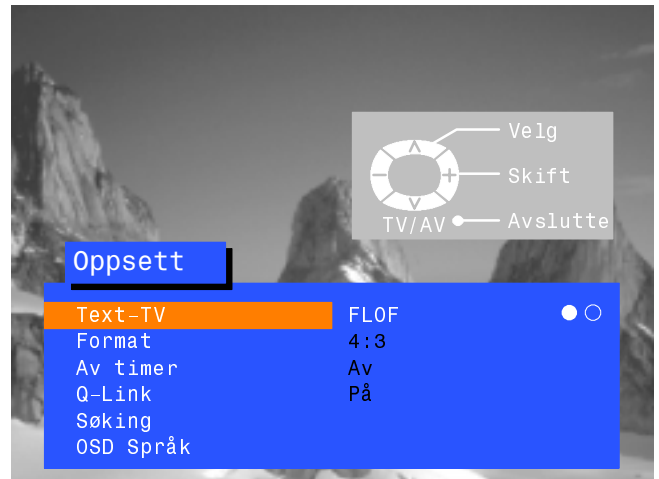 Velg
Skift
TV/AV Avslutte
Oppsett
Text-TV FLOF
Format 4:3
Av timer Av
Q-Link På
Søking
OSD Språk